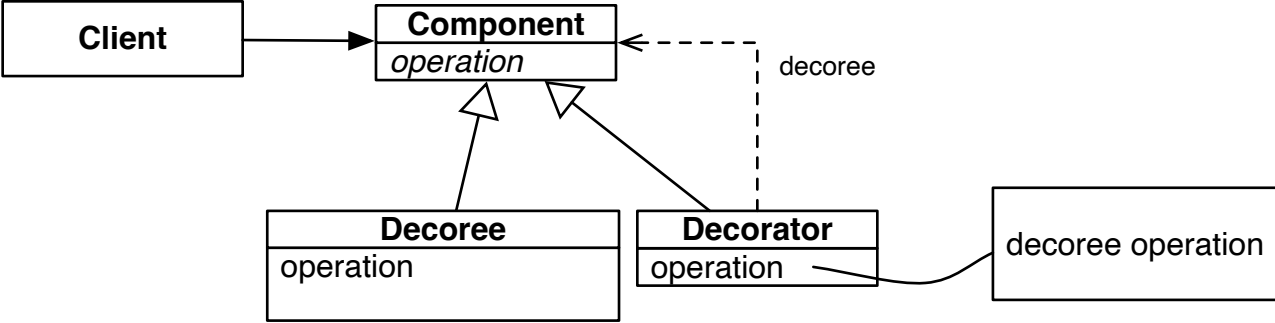 Client
Component
operation
decoree
Decoree
operation
Decorator
operation
decoree operation